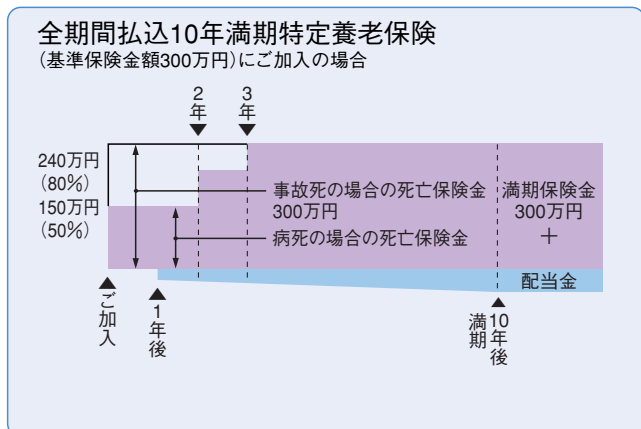 全期間払込10年満期特定養老保険
(基準保険金額300万円)にご加入の場合
2年
3年
240万円
(80%)
150万円
(50%)
事故死の場合の死亡保険金
300万円
病死の場合の死亡保険金
満期保険金
300万円
+
配当金
ご加入
1年後
満期
10年後